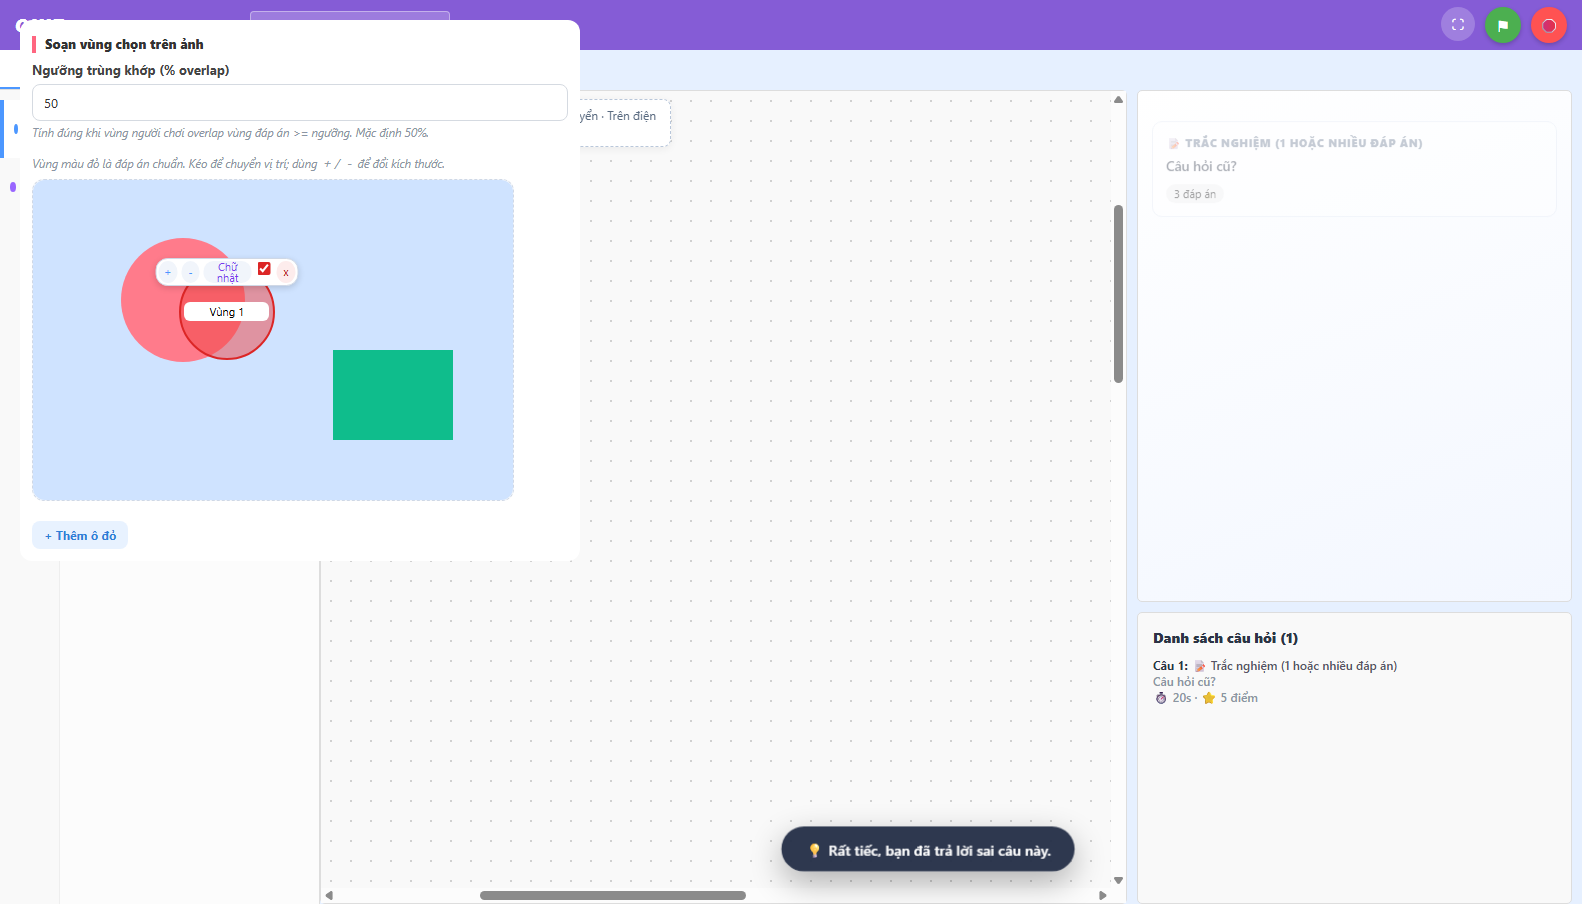 Soạn vùng chọn trên ảnh
Ngưỡng trùng khớp (% overlap)
50
Tính đúng khi vùng người chơi overlap vùng đáp án >= ngưỡng. Mặc định 50%.
Vùng màu đỏ là đáp án chuẩn. Kéo để chuyển vị trí; dùng + / - để đổi kích thước.
+ - Chữ nhật x
Vùng 1
+ Thêm ô đỏ
yển · Trên điện
TRẮC NGHIỆM (1 HOẶC NHIỀU ĐÁP ÁN)
Câu hỏi cũ?
3 đáp án
Danh sách câu hỏi (1)
Câu 1: Trắc nghiệm (1 hoặc nhiều đáp án)
Câu hỏi cũ?
20s · 5 điểm
Rất tiếc, bạn đã trả lời sai câu này.